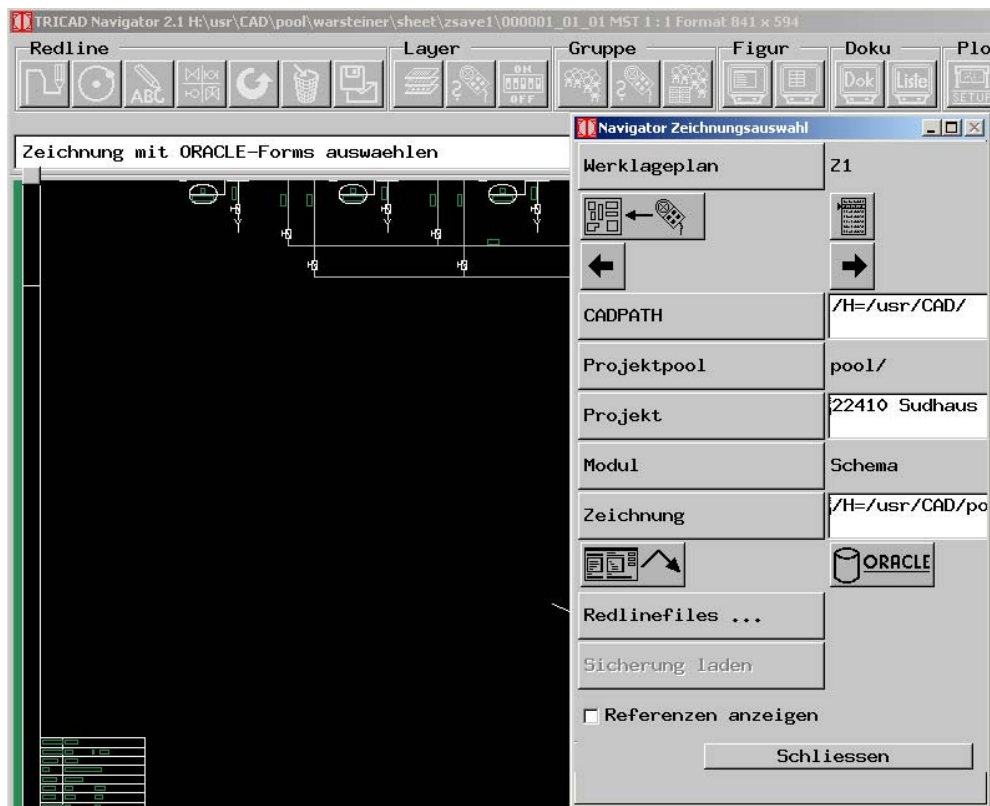 TRICAD Navigator 2.1 H:\usr\CAD\pool\warsteiner\sheet\zsave1\000001_01_01 MST 1 : 1 Format 841 x 594
Redline Layer Gruppe Figur Doku Plo
ABC ON OFF Dok Liste SETUP
Zeichnung mit ORACLE-Forms auswaehlen
Navigator Zeichnungsauswahl
Werklageplan Z1
CADPATH /H=/usr/CAD/
Projektpool pool/
Projekt 22410 Sudhaus
Modul Schema
Zeichnung /H=/usr/CAD/po
ORACLE
Redlinefiles ...
Sicherung laden
Referenzen anzeigen
Schliessen